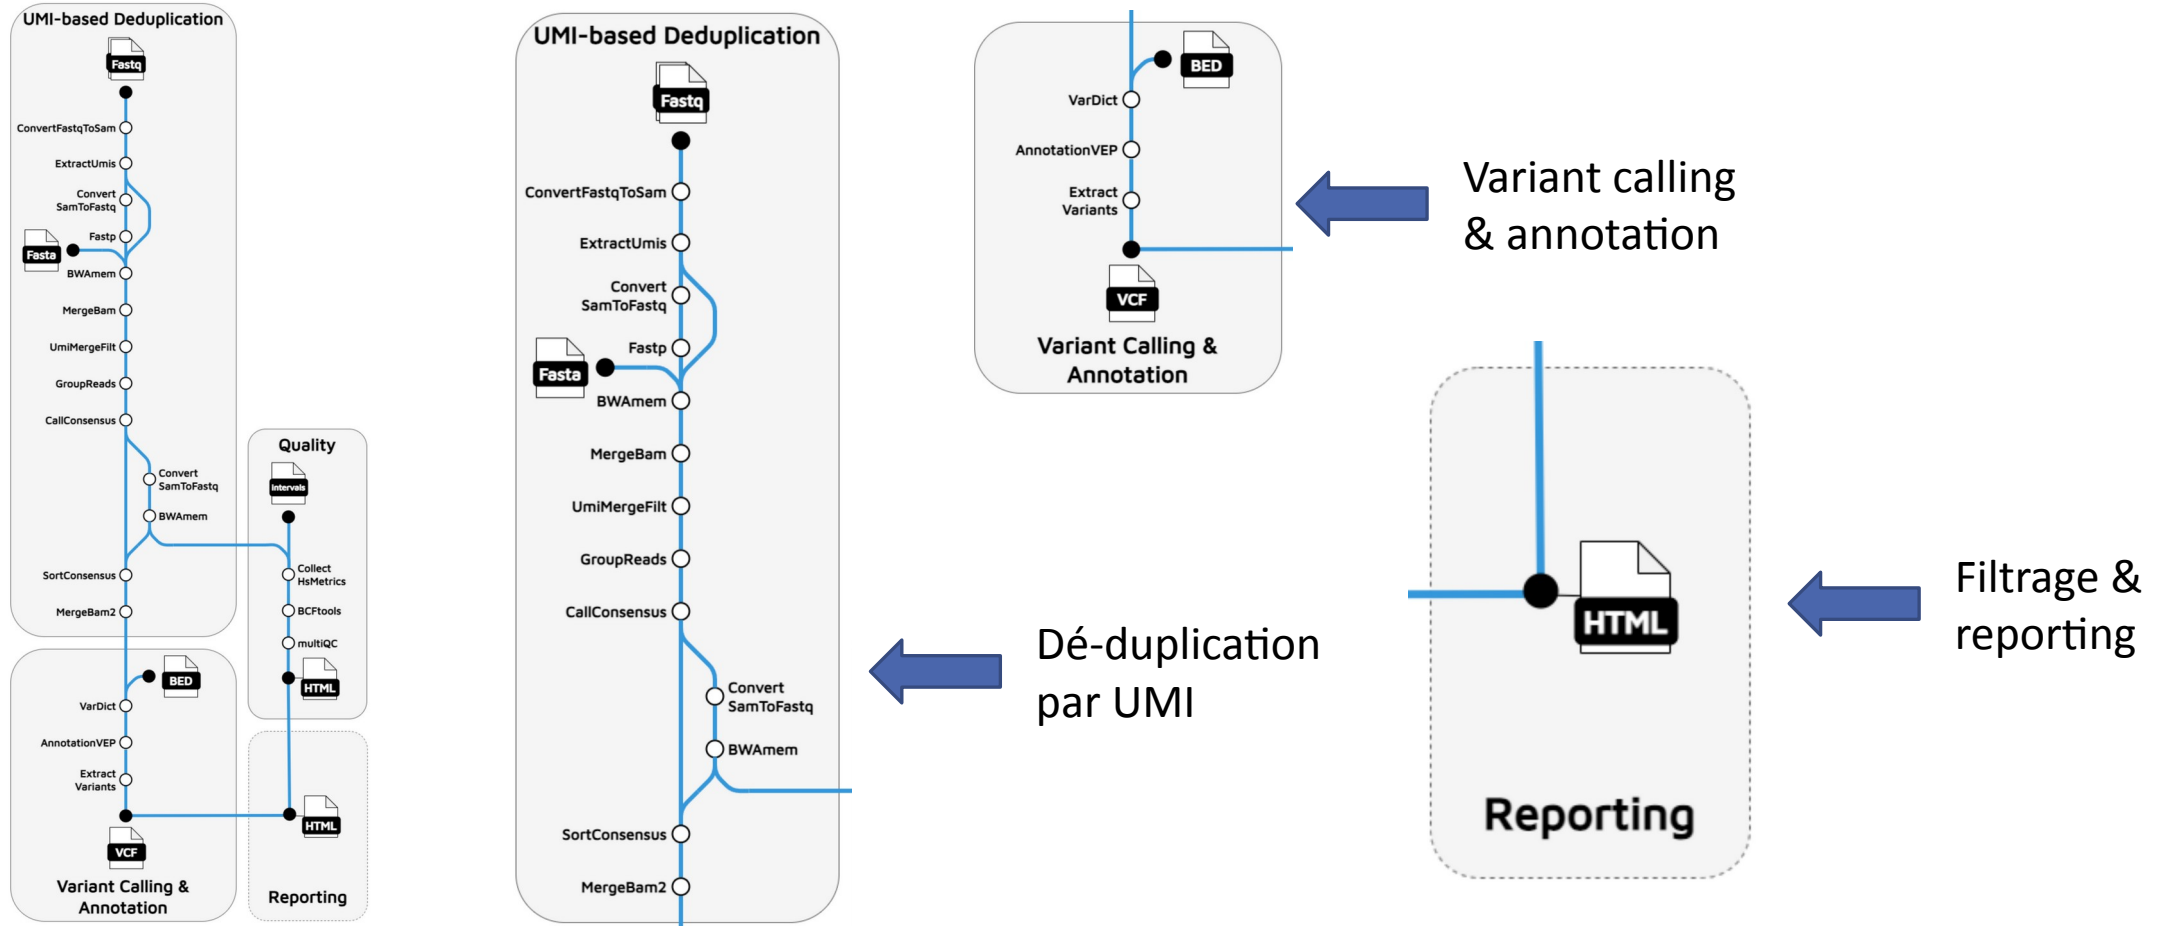 UMI-based Deduplication
Fastq
ConvertFastqToSam
ExtractUmis
Convert
SamToFastq
Fastp
Fasta
BWAmem
MergeBam
UmiMergeFilt
GroupReads
CallConsensus
Convert
SamToFastq
BWAmem
SortConsensus
MergeBam2
Quality
Intervals
Collect
HsMetrics
BCFtools
multiQC
HTML
BED
VarDict
AnnotationVEP
Extract
Variants
VCF
Variant Calling &
Annotation
HTML
Reporting
UMI-based Deduplication
Fastq
ConvertFastqToSam
ExtractUmis
Convert
SamToFastq
Fastp
Fasta
BWAmem
MergeBam
UmiMergeFilt
GroupReads
CallConsensus
Convert
SamToFastq
BWAmem
SortConsensus
MergeBam2
Dé-duplication
par UMI
BED
VarDict
AnnotationVEP
Extract
Variants
VCF
Variant Calling &
Annotation
Variant calling
& annotation
HTML
Reporting
Filtrage &
reporting